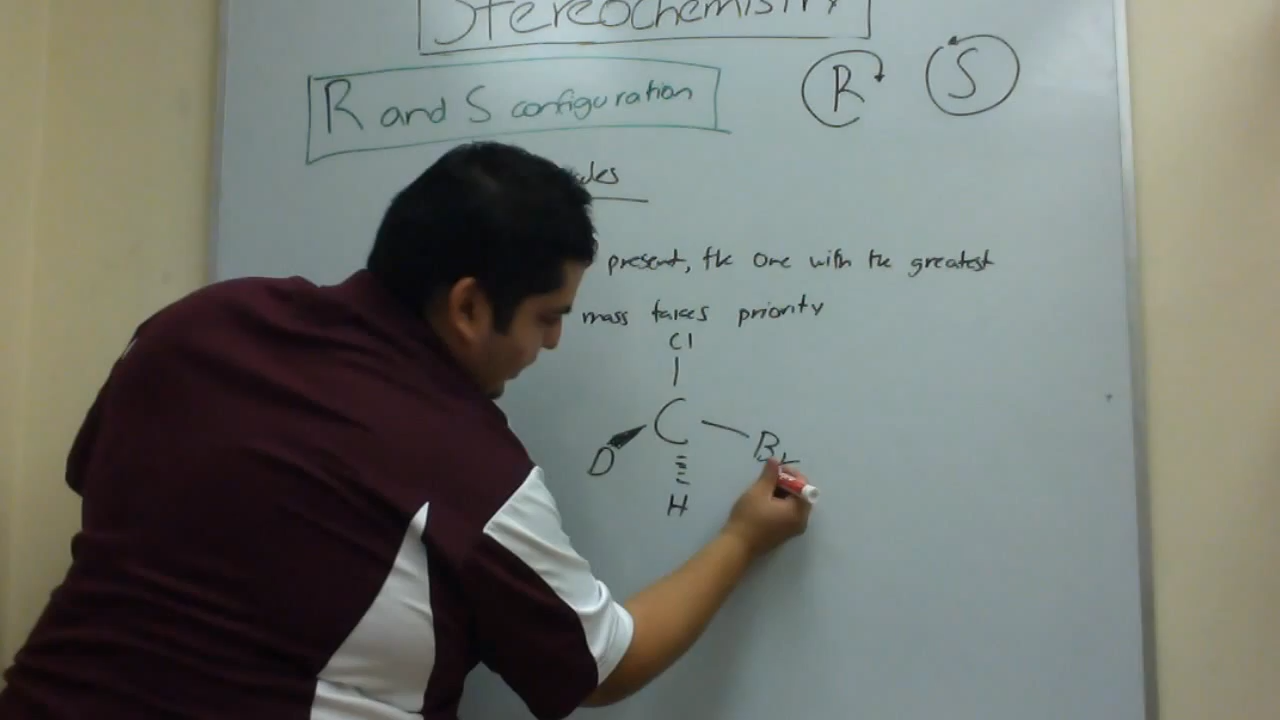 Stereochemistry
R and S configuration
R S
present, the one with the greatest
mass takes priority
Cl
C
D
Br
H